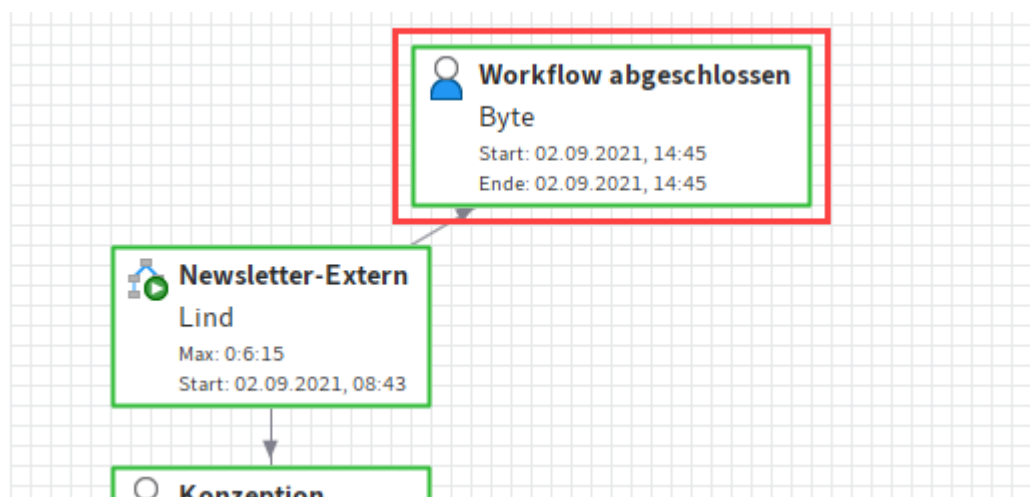 Workflow abgeschlossen
Byte
Start: 02.09.2021, 14:45
Ende: 02.09.2021, 14:45
Newsletter-Extern
Lind
Max: 0:6:15
Start: 02.09.2021, 08:43
Konzeption